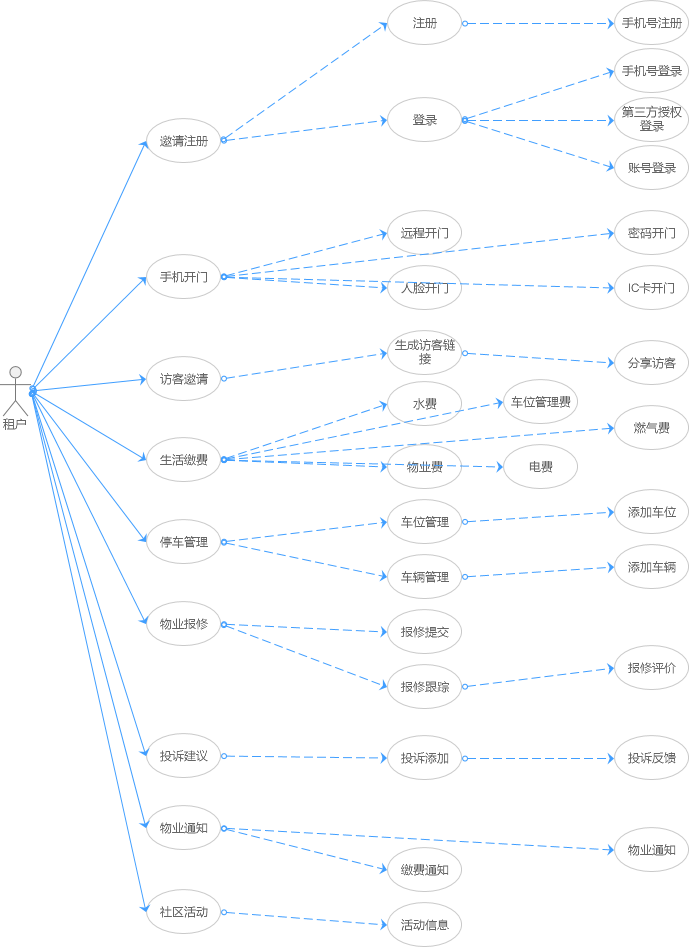 注册
手机号注册
手机号登录
登录
第三方授权
登录
邀请注册
账号登录
远程开门
密码开门
手机开门
人脸开门
IC卡开门
生成访客链
接
分享访客
访客邀请
租户
水费
车位管理费
燃气费
生活缴费
物业费
电费
车位管理
添加车位
停车管理
车辆管理
添加车辆
物业报修
报修提交
报修跟踪
报修评价
投诉建议
投诉添加
投诉反馈
物业通知
物业通知
缴费通知
社区活动
活动信息